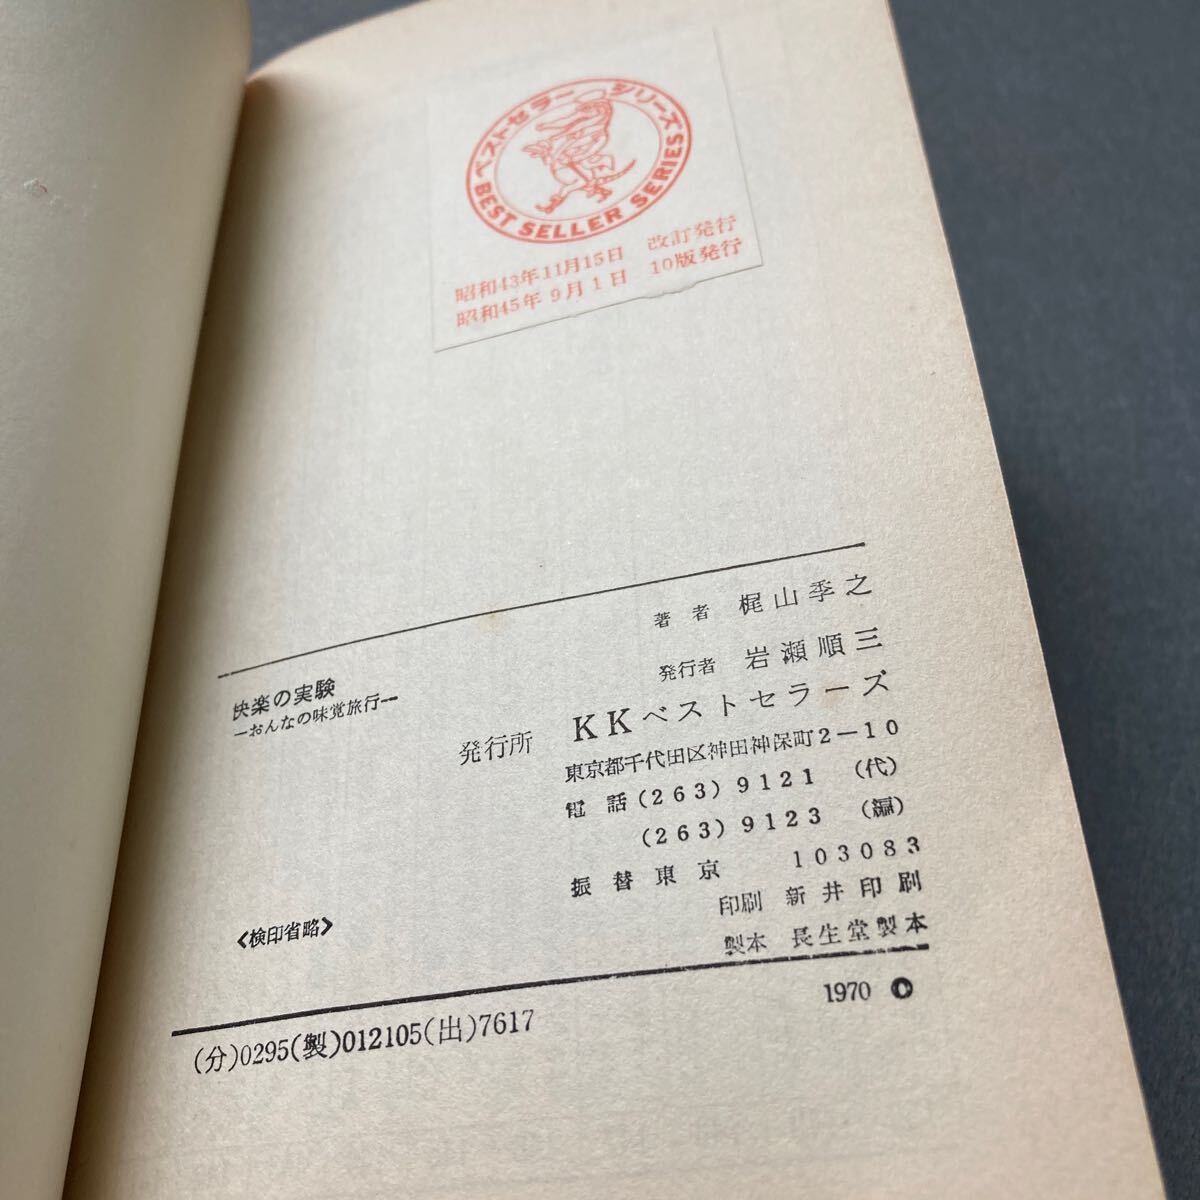 ベストセラーシリーズ
BEST SELLER SERIES
昭和43年11月15日 改訂発行
昭和45年9月1日 10版発行
快楽の実験
―おんなの味覚旅行―
著者 梶山季之
発行者 岩瀬順三
発行所 KKベストセラーズ
東京都千代田区神田神保町2-10
電話(263)9121(代)
(263)9123(編)
振替東京 103083
印刷 新井印刷
製本 長生堂製本
<検印省略>
1970 ©
(分)0295(製)012105(出)7617